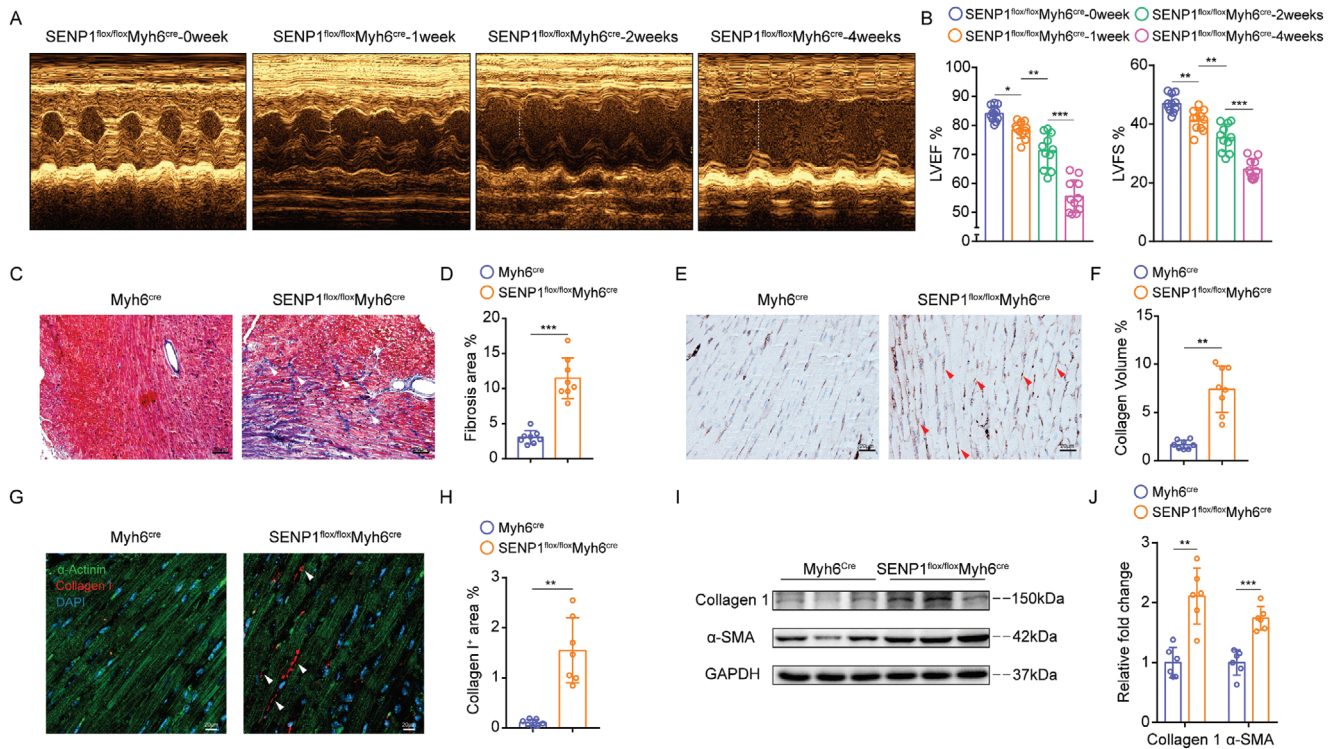 A
SENP1flox/floxMyh6cre-0week
SENP1flox/floxMyh6cre-1week
SENP1flox/floxMyh6cre-2weeks
SENP1flox/floxMyh6cre-4weeks
B
SENP1flox/floxMyh6cre-0week
SENP1flox/floxMyh6cre-2weeks
SENP1flox/floxMyh6cre-1week
SENP1flox/floxMyh6cre-4weeks
LVEF %
100
90
80
70
60
50
0
*
**
***
LVFS %
60
40
20
0
**
**
***
C
Myh6cre
SENP1flox/floxMyh6cre
D
Myh6cre
SENP1flox/floxMyh6cre
Fibrosis area %
20
15
10
5
0
***
E
Myh6cre
SENP1flox/floxMyh6cre
F
Myh6cre
SENP1flox/floxMyh6cre
Collagen Volume %
15
10
5
0
**
G
Myh6cre
SENP1flox/floxMyh6cre
α-Actinin
Collagen I
DAPI
20μm
20μm
H
Myh6cre
SENP1flox/floxMyh6cre
Collagen I+ area %
3
2
1
0
**
I
Myh6Cre
SENP1flox/floxMyh6cre
Collagen 1
150kDa
α-SMA
42kDa
GAPDH
37kDa
J
Myh6cre
SENP1flox/floxMyh6cre
Relative fold change
3
2
1
0
**
***
Collagen 1 α-SMA